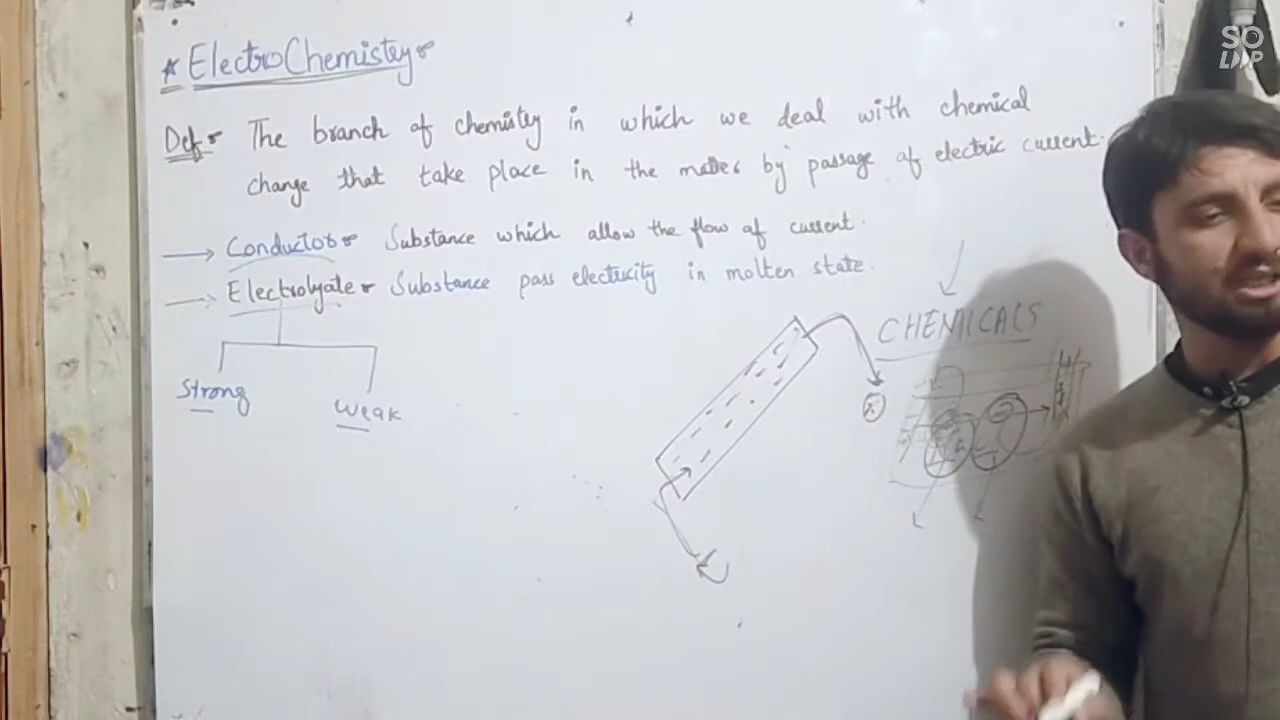 * ElectroChemistry
Def: The branch of chemistry in which we deal with chemical
change that take place in the matter by passage of electric current.
→ Conductor: Substance which allow the flow of current.
→ Electrolyate: Substance pass electricity in molten state.
Strong
weak
CHEMICALS
SO
LOOP